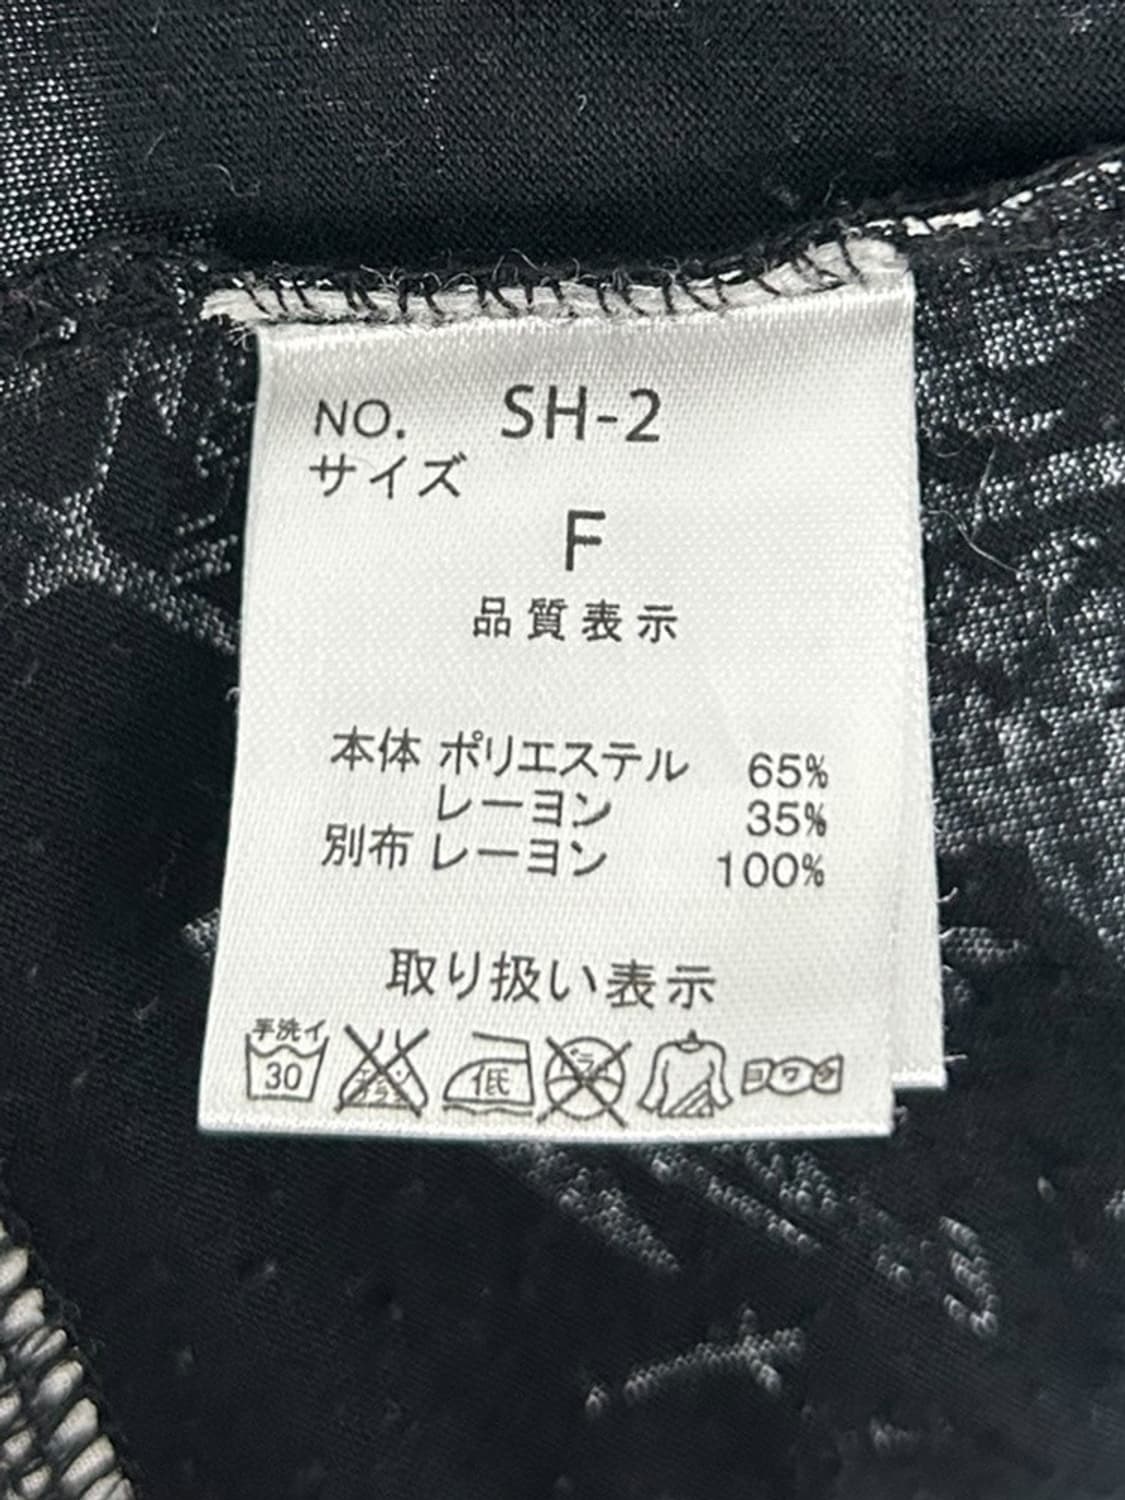 NO. SH-2
サイズ
F
品質表示
本体 ポリエステル 65%
レーヨン 35%
別布 レーヨン 100%
取り扱い表示
手洗イ
30
低